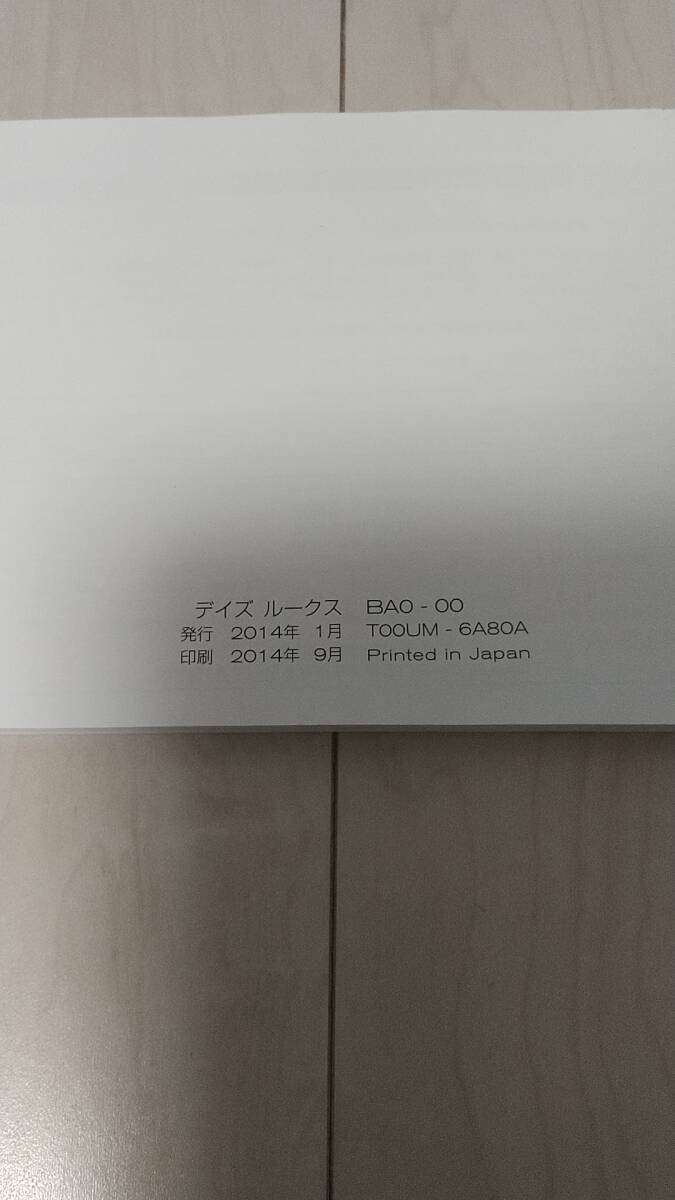 デイズ ルークス BA0 - 00
発行 2014年 1月 T00UM - 6A80A
印刷 2014年 9月 Printed in Japan